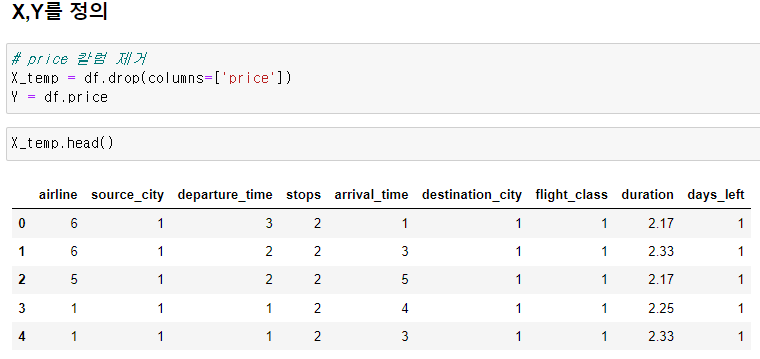 X,Y를 정의
# price 칼럼 제거
X_temp = df.drop(columns=['price'])
Y = df.price
X_temp.head()
airline source_city departure_time stops arrival_time destination_city flight_class duration days_left
0 6 1 3 2 1 1 1 2.17 1
1 6 1 2 2 3 1 1 2.33 1
2 5 1 2 2 5 1 1 2.17 1
3 1 1 1 2 4 1 1 2.25 1
4 1 1 1 2 3 1 1 2.33 1